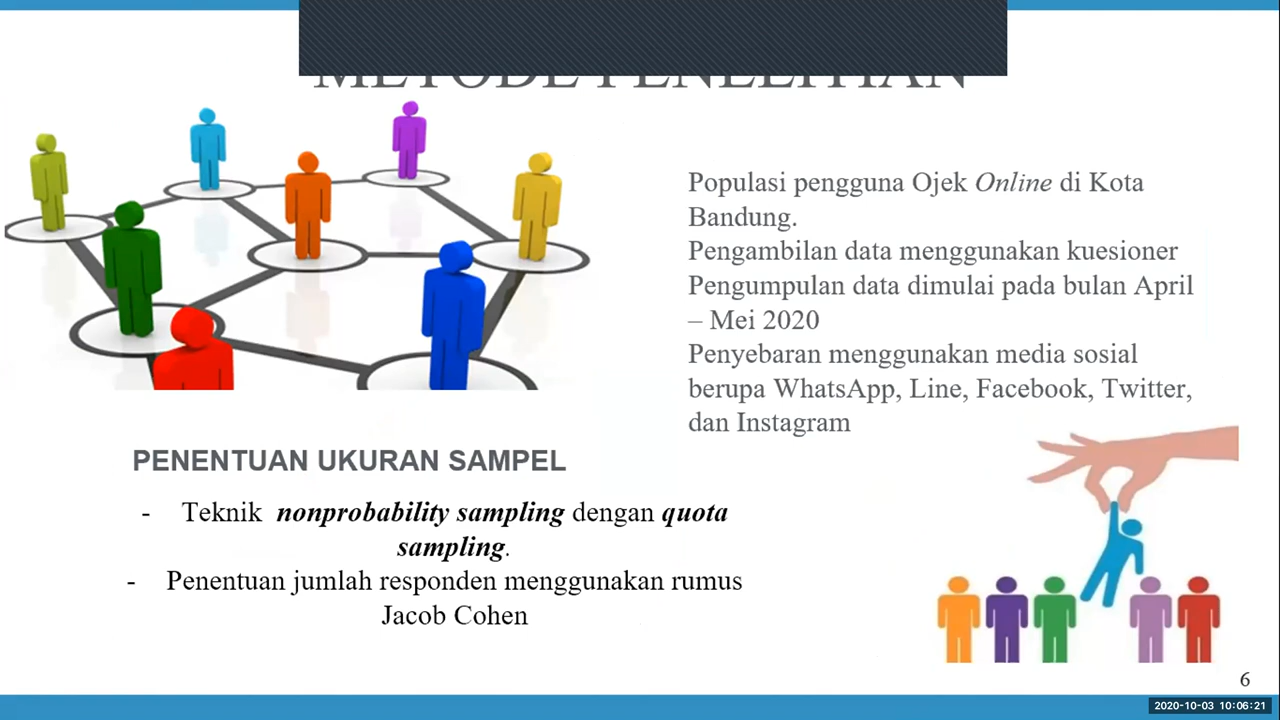 METODE PENELITIAN
Populasi pengguna Ojek Online di Kota
Bandung.
Pengambilan data menggunakan kuesioner
Pengumpulan data dimulai pada bulan April
– Mei 2020
Penyebaran menggunakan media sosial
berupa WhatsApp, Line, Facebook, Twitter,
dan Instagram
PENENTUAN UKURAN SAMPEL
- Teknik nonprobability sampling dengan quota
sampling.
- Penentuan jumlah responden menggunakan rumus
Jacob Cohen
6
2020-10-03 10:06:21